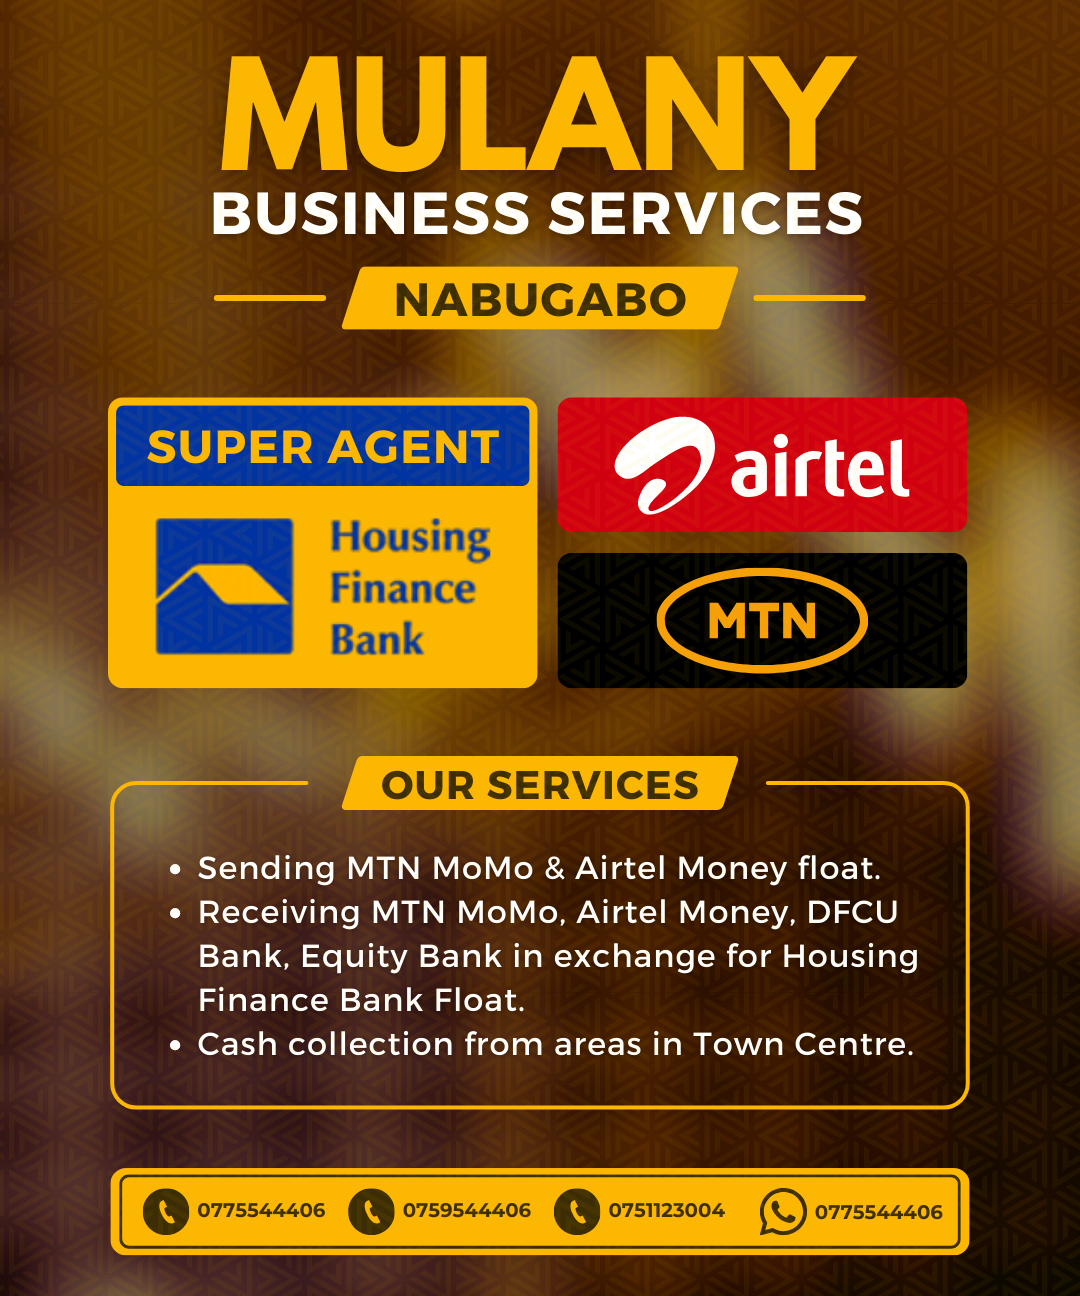 MULANY
BUSINESS SERVICES
NABUGABO
SUPER AGENT
Housing
Finance
Bank
airtel
MTN
OUR SERVICES
• Sending MTN MoMo & Airtel Money float.
• Receiving MTN MoMo, Airtel Money, DFCU
Bank, Equity Bank in exchange for Housing
Finance Bank Float.
• Cash collection from areas in Town Centre.
0775544406 0759544406 0751123004 0775544406